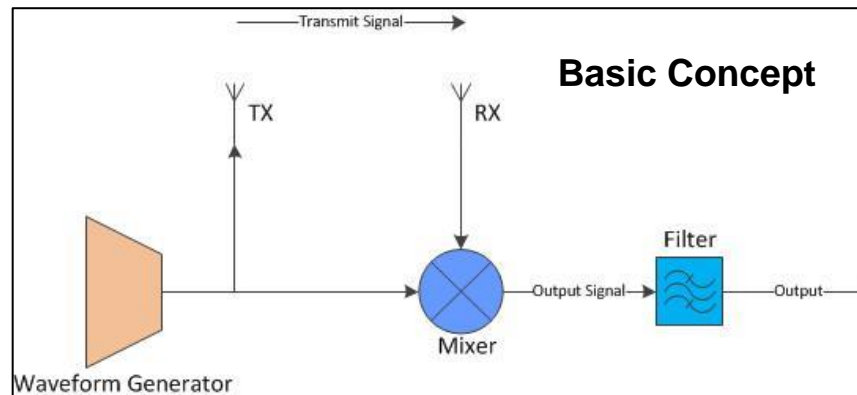 Transmit Signal
Basic Concept
TX
RX
Filter
Output Signal
Output
Mixer
Waveform Generator